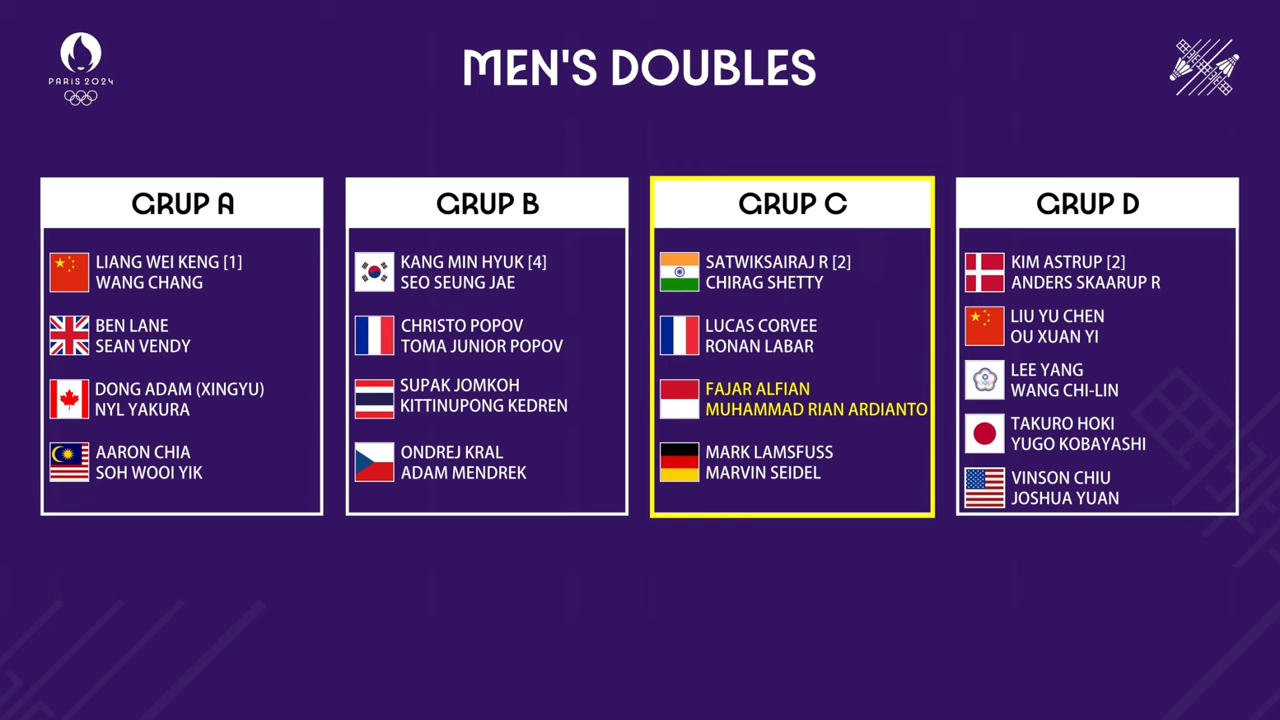 PARIS 2024
MEN'S DOUBLES
GRUP A
LIANG WEI KENG [1]
WANG CHANG
BEN LANE
SEAN VENDY
DONG ADAM (XINGYU)
NYL YAKURA
AARON CHIA
SOH WOOI YIK
GRUP B
KANG MIN HYUK [4]
SEO SEUNG JAE
CHRISTO POPOV
TOMA JUNIOR POPOV
SUPAK JOMKOH
KITTINUPONG KEDREN
ONDREJ KRAL
ADAM MENDREK
GRUP C
SATWIKSAIRAJ R [2]
CHIRAG SHETTY
LUCAS CORVEE
RONAN LABAR
FAJAR ALFIAN
MUHAMMAD RIAN ARDIANTO
MARK LAMSFUSS
MARVIN SEIDEL
GRUP D
KIM ASTRUP [2]
ANDERS SKAARUP R
LIU YU CHEN
OU XUAN YI
LEE YANG
WANG CHI-LIN
TAKURO HOKI
YUGO KOBAYASHI
VINSON CHIU
JOSHUA YUAN